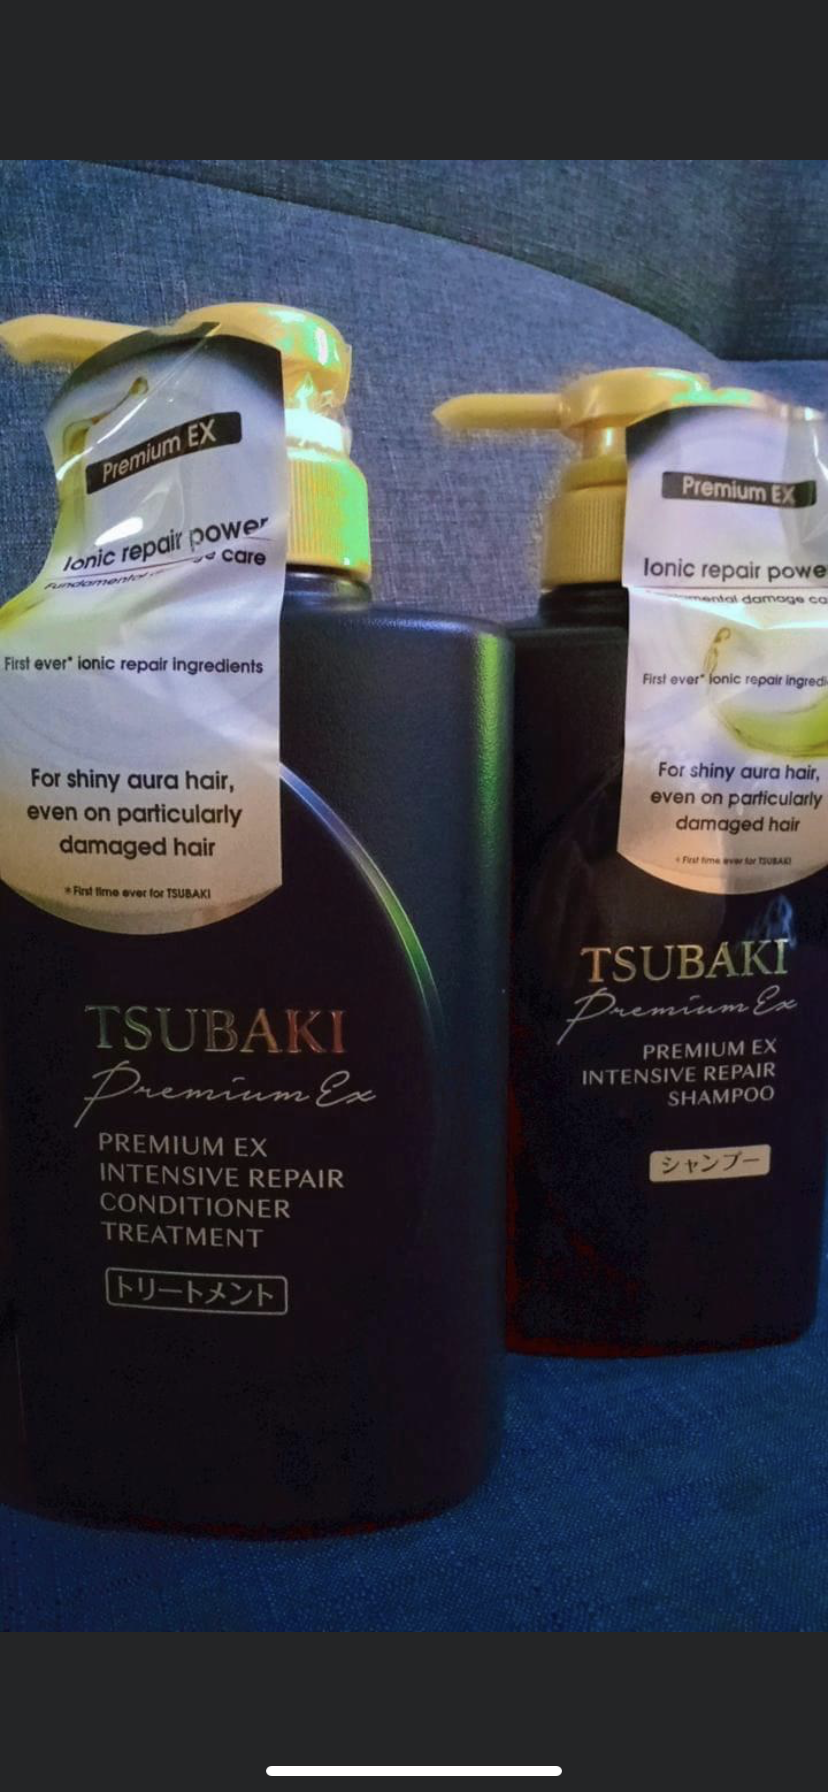 Premium EX
Ionic repair power
Fundamental care
First ever* ionic repair ingredients
For shiny aura hair,
even on particularly
damaged hair
*First time ever for TSUBAKI
TSUBAKI
Premium Ex
PREMIUM EX
INTENSIVE REPAIR
CONDITIONER
TREATMENT
トリートメント
Premium EX
Ionic repair powe
damage ca
First ever* ionic repair ingredi
For shiny aura hair,
even on particularly
damaged hair
*First time ever for TSUBAKI
TSUBAKI
Premium Ex
PREMIUM EX
INTENSIVE REPAIR
SHAMPOO
シャンプー